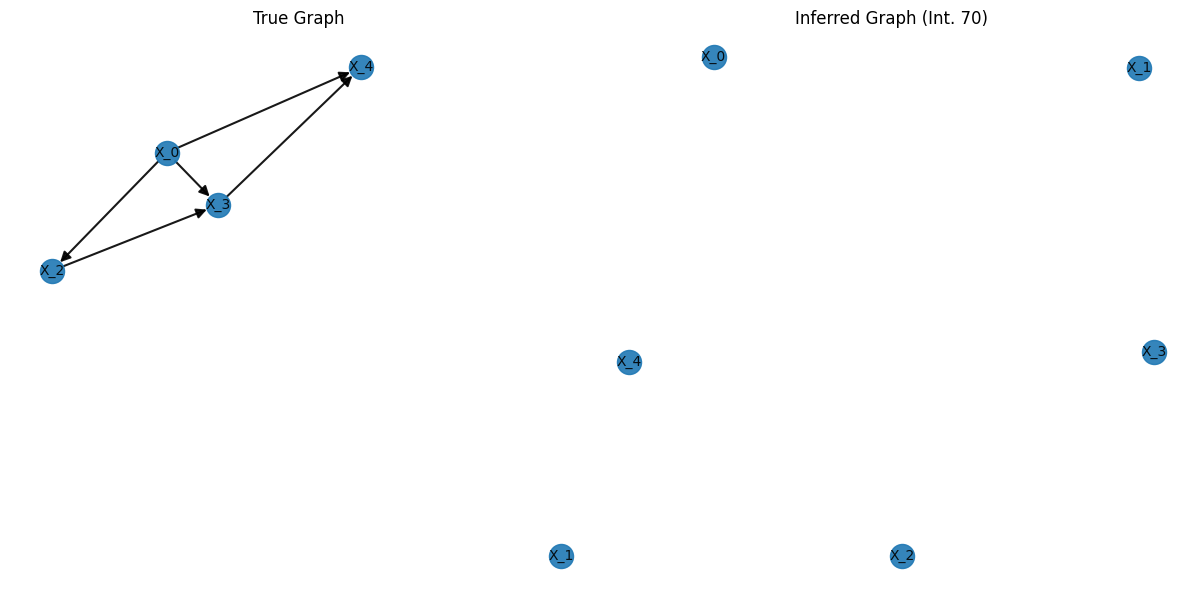 True Graph
X_4
X_0
X_3
X_2
X_1
Inferred Graph (Int. 70)
X_0
X_1
X_3
X_4
X_2